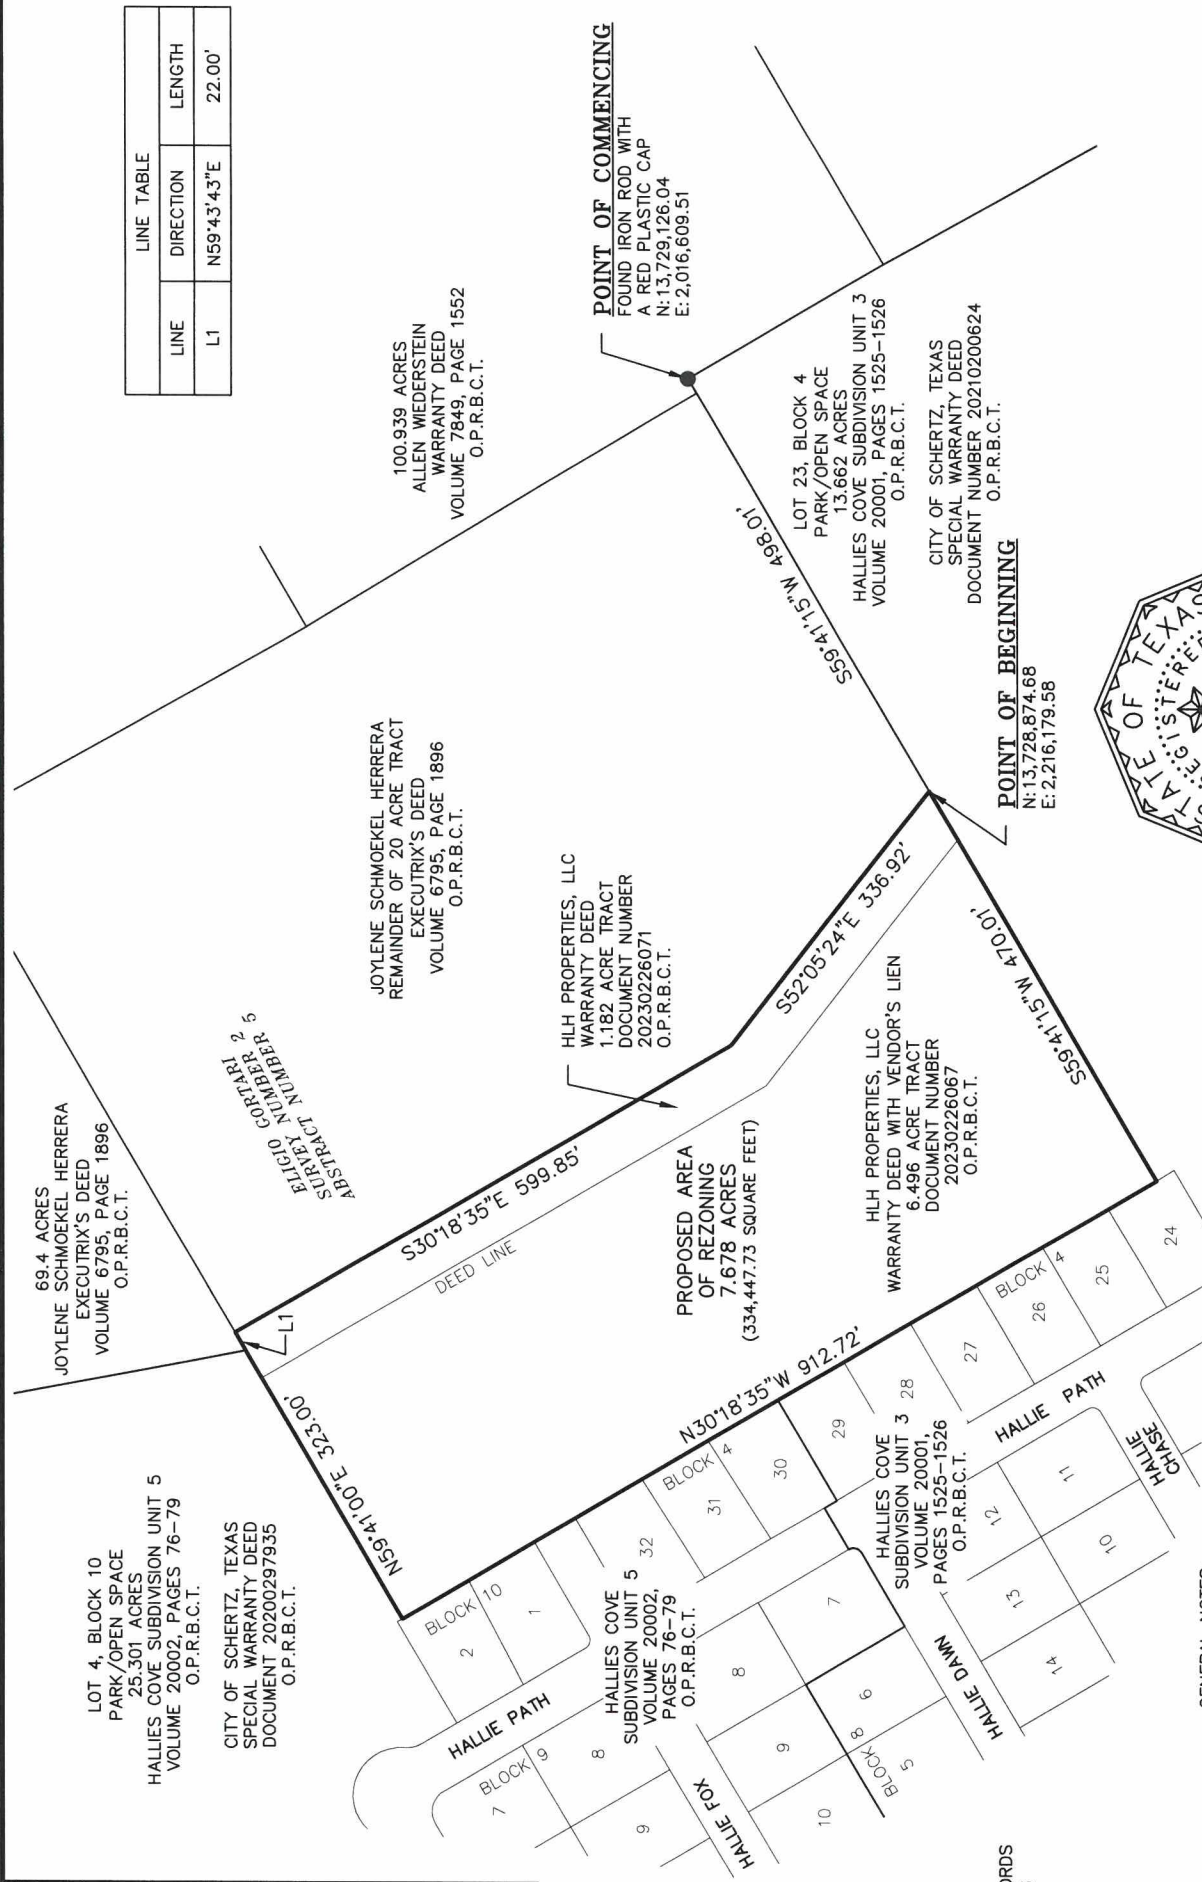 LINE TABLE
LINE DIRECTION LENGTH
L1 N59°43'43"E 22.00'
69.4 ACRES
JOYLENE SCHMOEKEL HERRERA
EXECUTRIX'S DEED
VOLUME 6795, PAGE 1896
O.P.R.B.C.T.
LOT 4, BLOCK 10
PARK/OPEN SPACE
25.301 ACRES
HALLIES COVE SUBDIVISION UNIT 5
VOLUME 20002, PAGES 76-79
O.P.R.B.C.T.
CITY OF SCHERTZ, TEXAS
SPECIAL WARRANTY DEED
DOCUMENT 20200297935
O.P.R.B.C.T.
ELIGIO GORTARI 2 5
SURVEY NUMBER 5
ABSTRACT NUMBER
L1
N59°41'00"E 323.00'
S30°18'35"E 599.85'
DEED LINE
JOYLENE SCHMOEKEL HERRERA
REMAINDER OF 20 ACRE TRACT
EXECUTRIX'S DEED
VOLUME 6795, PAGE 1896
O.P.R.B.C.T.
100.939 ACRES
ALLEN WIEDERSTEIN
WARRANTY DEED
VOLUME 7849, PAGE 1552
O.P.R.B.C.T.
POINT OF COMMENCING
FOUND IRON ROD WITH
A RED PLASTIC CAP
N: 13,729,126.04
E: 2,016,609.51
HLH PROPERTIES, LLC
WARRANTY DEED
1.182 ACRE TRACT
DOCUMENT NUMBER
20230226071
O.P.R.B.C.T.
S52°05'24"E 336.92'
S59°41'15"W 498.01'
LOT 23, BLOCK 4
PARK/OPEN SPACE
13.662 ACRES
HALLIES COVE SUBDIVISION UNIT 3
VOLUME 20001, PAGES 1525-1526
O.P.R.B.C.T.
CITY OF SCHERTZ, TEXAS
SPECIAL WARRANTY DEED
DOCUMENT NUMBER 20210200624
O.P.R.B.C.T.
POINT OF BEGINNING
N: 13,728,874.68
E: 2,216,179.58
PROPOSED AREA
OF REZONING
7.678 ACRES
(334,447.73 SQUARE FEET)
HLH PROPERTIES, LLC
WARRANTY DEED WITH VENDOR'S LIEN
6.496 ACRE TRACT
DOCUMENT NUMBER
20230226067
O.P.R.B.C.T.
S59°41'15"W 470.01'
N30°18'35"W 912.72'
BLOCK 10
2
1
32
BLOCK 4
31
30
29
28
27
BLOCK 4
26
25
24
HALLIE PATH
BLOCK 9
7
8
9
HALLIES COVE
SUBDIVISION UNIT 5
VOLUME 20002,
PAGES 76-79
O.P.R.B.C.T.
HALLIE FOX
8
7
9
10
6
BLOCK 8
5
HALLIES COVE
SUBDIVISION UNIT 3
VOLUME 20001,
PAGES 1525-1526
O.P.R.B.C.T.
HALLIE DAWN
HALLIE PATH
12
11
13
10
14
HALLIE
CHASE
STATE OF TEXAS
REGISTERED